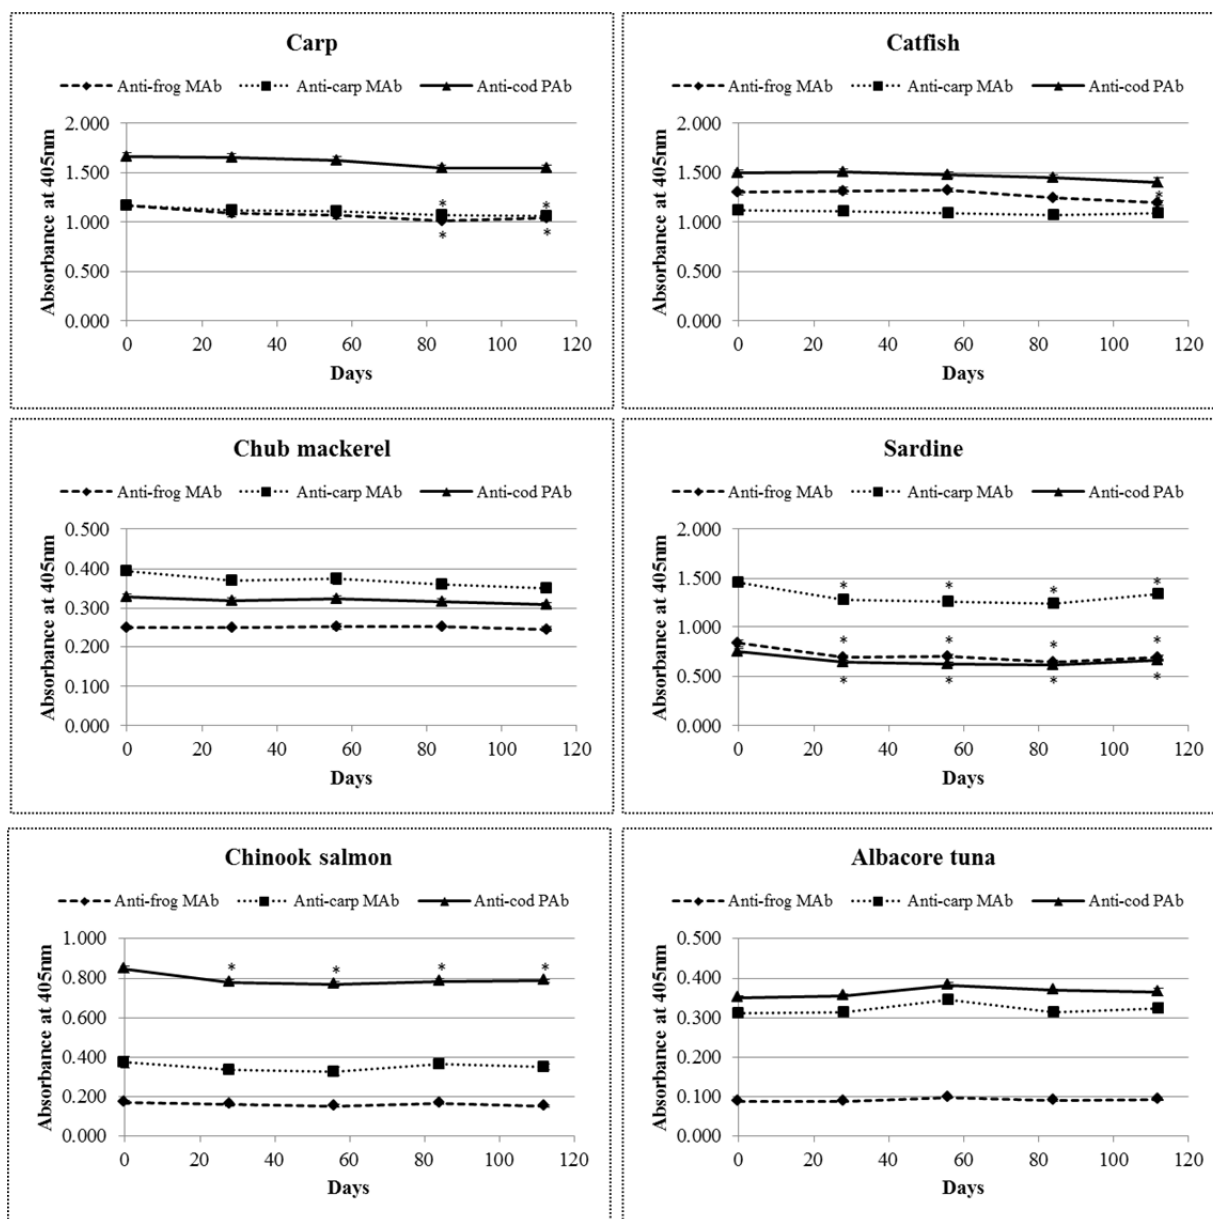 Carp
Anti-frog MAb Anti-carp MAb Anti-cod PAb
Absorbance at 405nm
2.000
1.500
1.000
0.500
0.000
* *
* *
0 20 40 60 80 100 120
Days
Catfish
Anti-frog MAb Anti-carp MAb Anti-cod PAb
Absorbance at 405nm
2.000
1.500
1.000
0.500
0.000
*
0 20 40 60 80 100 120
Days
Chub mackerel
Anti-frog MAb Anti-carp MAb Anti-cod PAb
Absorbance at 405nm
0.500
0.400
0.300
0.200
0.100
0.000
0 20 40 60 80 100 120
Days
Sardine
Anti-frog MAb Anti-carp MAb Anti-cod PAb
Absorbance at 405nm
2.000
1.500
1.000
0.500
0.000
* * * *
* * * *
* * * *
0 20 40 60 80 100 120
Days
Chinook salmon
Anti-frog MAb Anti-carp MAb Anti-cod PAb
Absorbance at 405nm
1.000
0.800
0.600
0.400
0.200
0.000
* * * *
0 20 40 60 80 100 120
Days
Albacore tuna
Anti-frog MAb Anti-carp MAb Anti-cod PAb
Absorbance at 405nm
0.500
0.400
0.300
0.200
0.100
0.000
0 20 40 60 80 100 120
Days